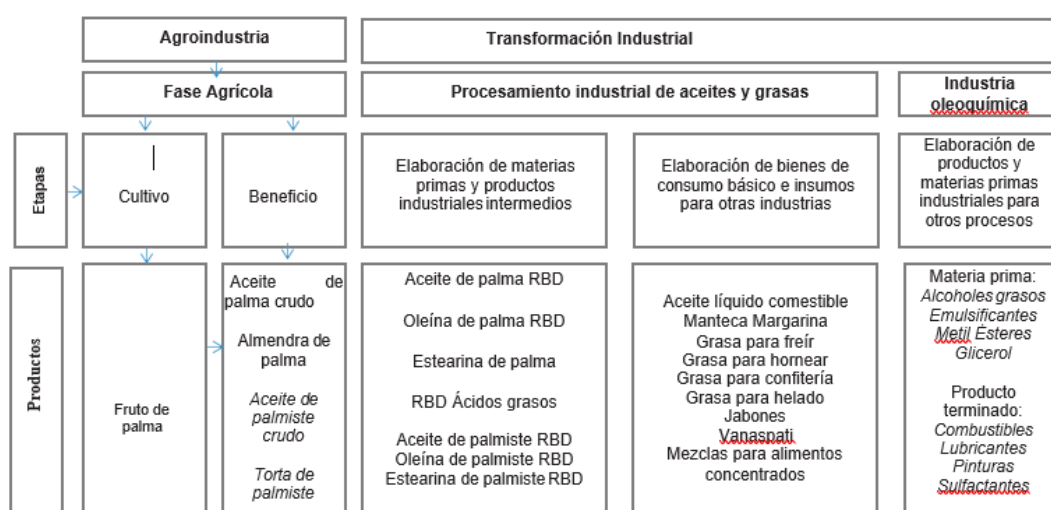 Agroindustria
Transformación Industrial
Fase Agrícola
Procesamiento industrial de aceites y grasas
Industria
oleoquímica
Etapas
Cultivo
Beneficio
Elaboración de materias
primas y productos
industriales intermedios
Elaboración de bienes de
consumo básico e insumos
para otras industrias
Elaboración de
productos y
materias primas
industriales para
otros procesos
Productos
Fruto de
palma
Aceite de
palma crudo
Almendra de
palma
Aceite de
palmiste
crudo
Torta de
palmiste
Aceite de palma RBD
Oleína de palma RBD
Estearina de palma
RBD Ácidos grasos
Aceite de palmiste RBD
Oleína de palmiste RBD
Estearina de palmiste RBD
Aceite líquido comestible
Manteca Margarina
Grasa para freír
Grasa para hornear
Grasa para confitería
Grasa para helado
Jabones
Vanaspati
Mezclas para alimentos
concentrados
Materia prima:
Alcoholes grasos
Emulsificantes
Metil Ésteres
Glicerol
Producto
terminado:
Combustibles
Lubricantes
Pinturas
Sulfactantes